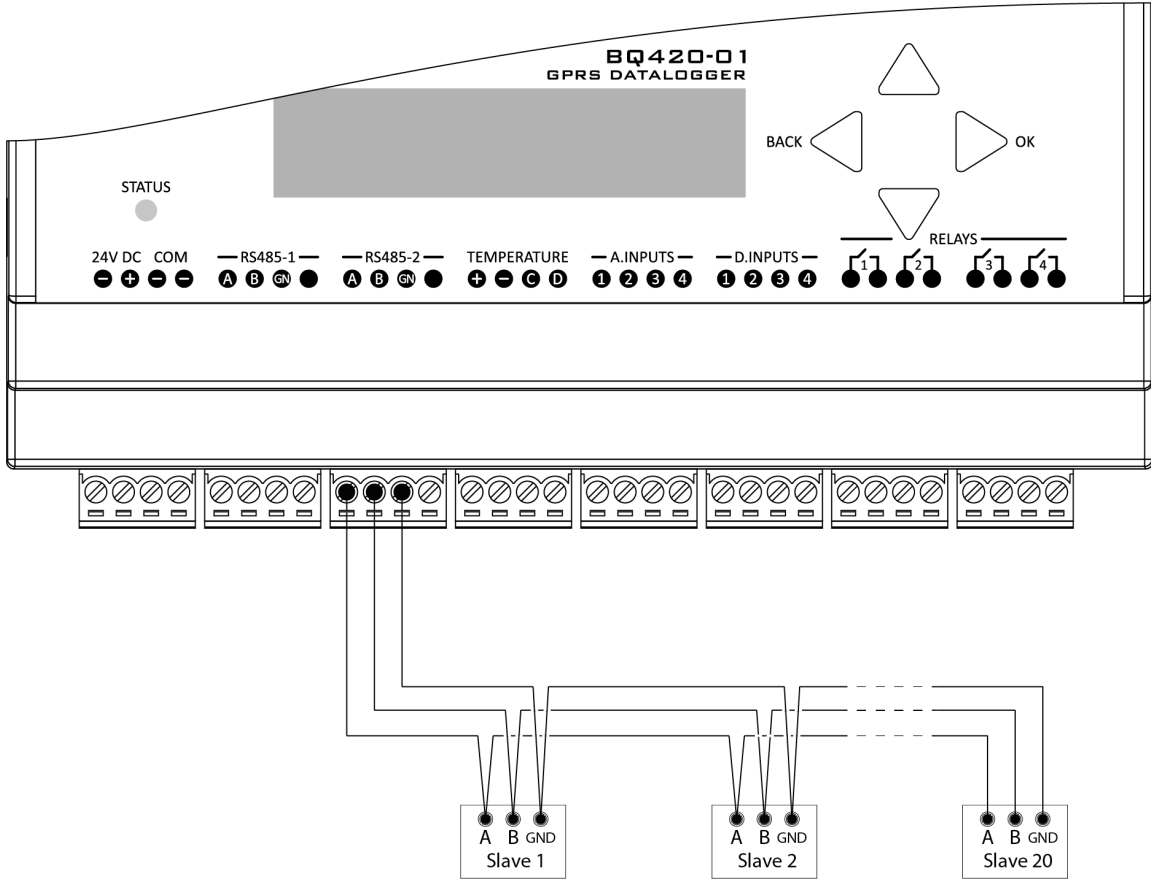 BQ420-01
GPRS DATALOGGER
BACK
OK
STATUS
RELAYS
24V DC COM RS485-1 RS485-2 TEMPERATURE A.INPUTS D.INPUTS
1 2 3 4
- + - - A B GN A B GN + - C D 1 2 3 4 1 2 3 4
A B GND
Slave 1
A B GND
Slave 2
A B GND
Slave 20